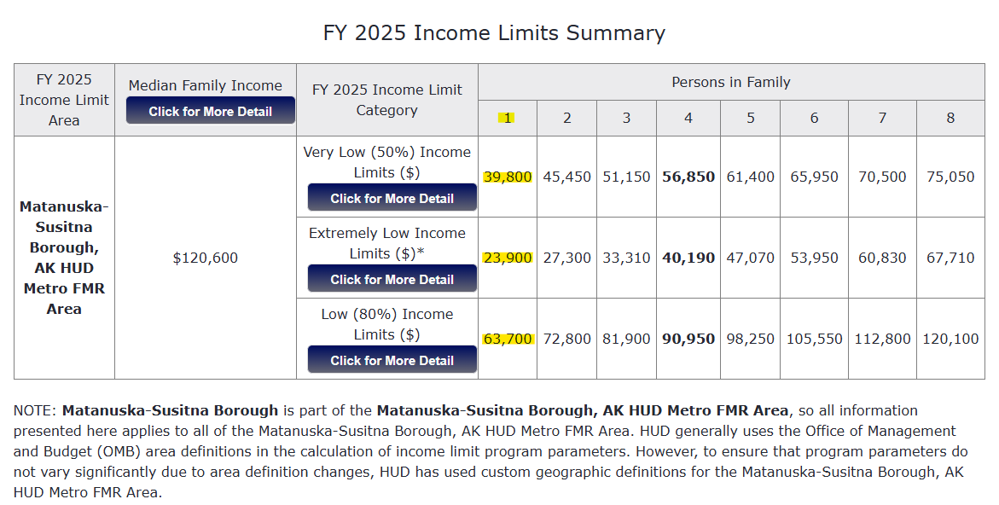 FY 2025 Income Limits Summary
FY 2025
Income Limit
Area
Median Family Income
Click for More Detail
FY 2025 Income Limit
Category
Persons in Family
1 2 3 4 5 6 7 8
Matanuska-
Susitna
Borough,
AK HUD
Metro FMR
Area
$120,600
Very Low (50%) Income
Limits ($)
Click for More Detail
39,800 45,450 51,150 56,850 61,400 65,950 70,500 75,050
Extremely Low Income
Limits ($)*
Click for More Detail
23,900 27,300 33,310 40,190 47,070 53,950 60,830 67,710
Low (80%) Income
Limits ($)
Click for More Detail
63,700 72,800 81,900 90,950 98,250 105,550 112,800 120,100
NOTE: Matanuska-Susitna Borough is part of the Matanuska-Susitna Borough, AK HUD Metro FMR Area, so all information
presented here applies to all of the Matanuska-Susitna Borough, AK HUD Metro FMR Area. HUD generally uses the Office of Management
and Budget (OMB) area definitions in the calculation of income limit program parameters. However, to ensure that program parameters do
not vary significantly due to area definition changes, HUD has used custom geographic definitions for the Matanuska-Susitna Borough, AK
HUD Metro FMR Area.